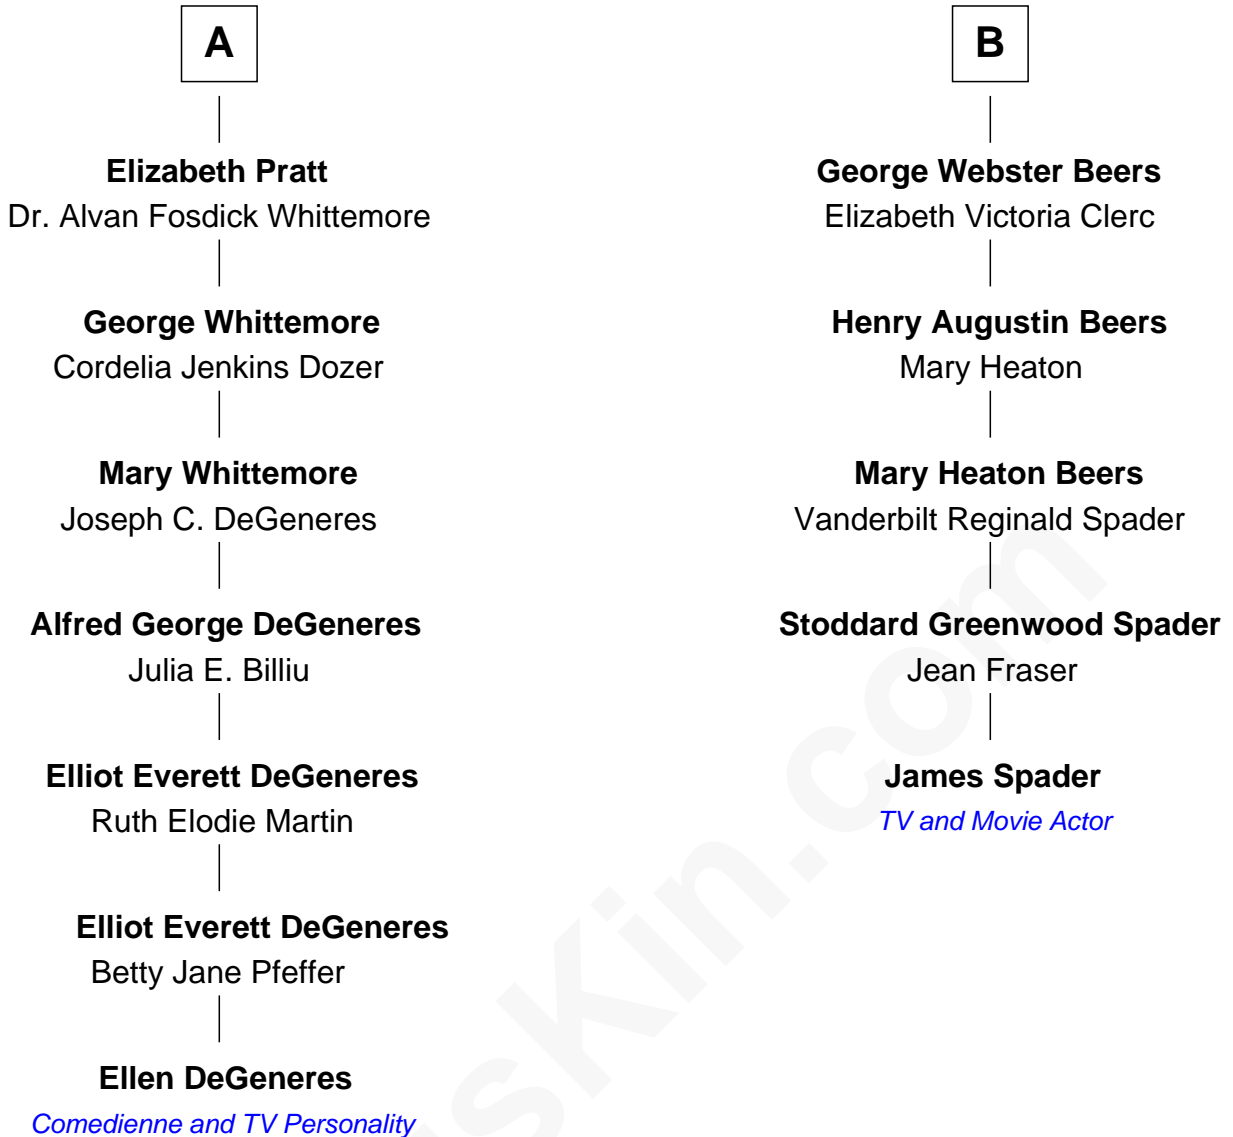 A
Elizabeth Pratt
Dr. Alvan Fosdick Whittemore
George Whittemore
Cordelia Jenkins Dozer
Mary Whittemore
Joseph C. DeGeneres
Alfred George DeGeneres
Julia E. Billiu
Elliot Everett DeGeneres
Ruth Elodie Martin
Elliot Everett DeGeneres
Betty Jane Pfeffer
Ellen DeGeneres
Comedienne and TV Personality
B
George Webster Beers
Elizabeth Victoria Clerc
Henry Augustin Beers
Mary Heaton
Mary Heaton Beers
Vanderbilt Reginald Spader
Stoddard Greenwood Spader
Jean Fraser
James Spader
TV and Movie Actor
sKin.com